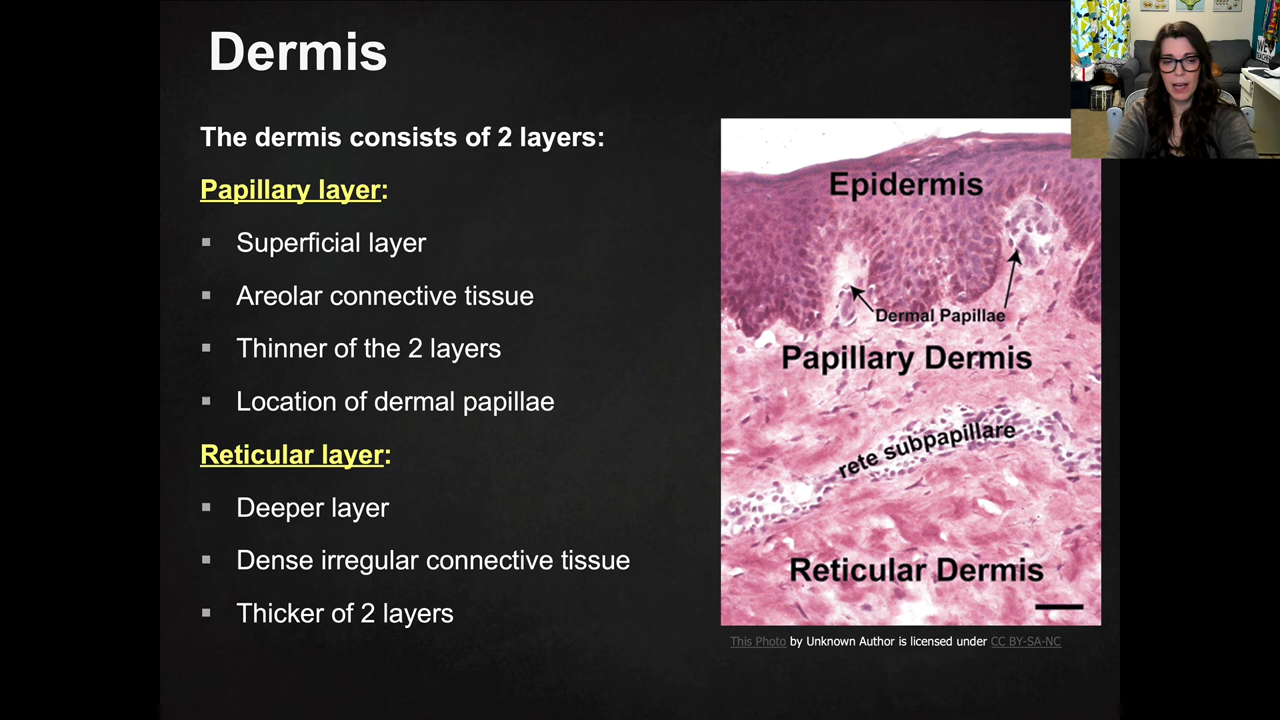 Dermis
The dermis consists of 2 layers:
Papillary layer:
▪ Superficial layer
▪ Areolar connective tissue
▪ Thinner of the 2 layers
▪ Location of dermal papillae
Reticular layer:
▪ Deeper layer
▪ Dense irregular connective tissue
▪ Thicker of 2 layers
Epidermis
Dermal Papillae
Papillary Dermis
rete subpapillare
Reticular Dermis
This Photo by Unknown Author is licensed under CC BY-SA-NC